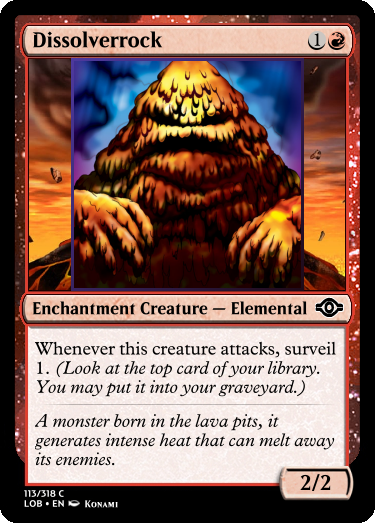 Dissolverrock 1
Enchantment Creature — Elemental
Whenever this creature attacks, surveil
1. (Look at the top card of your library.
You may put it into your graveyard.)
A monster born in the lava pits, it
generates intense heat that can melt away
its enemies.
2/2
113/318 C
LOB • EN Konami